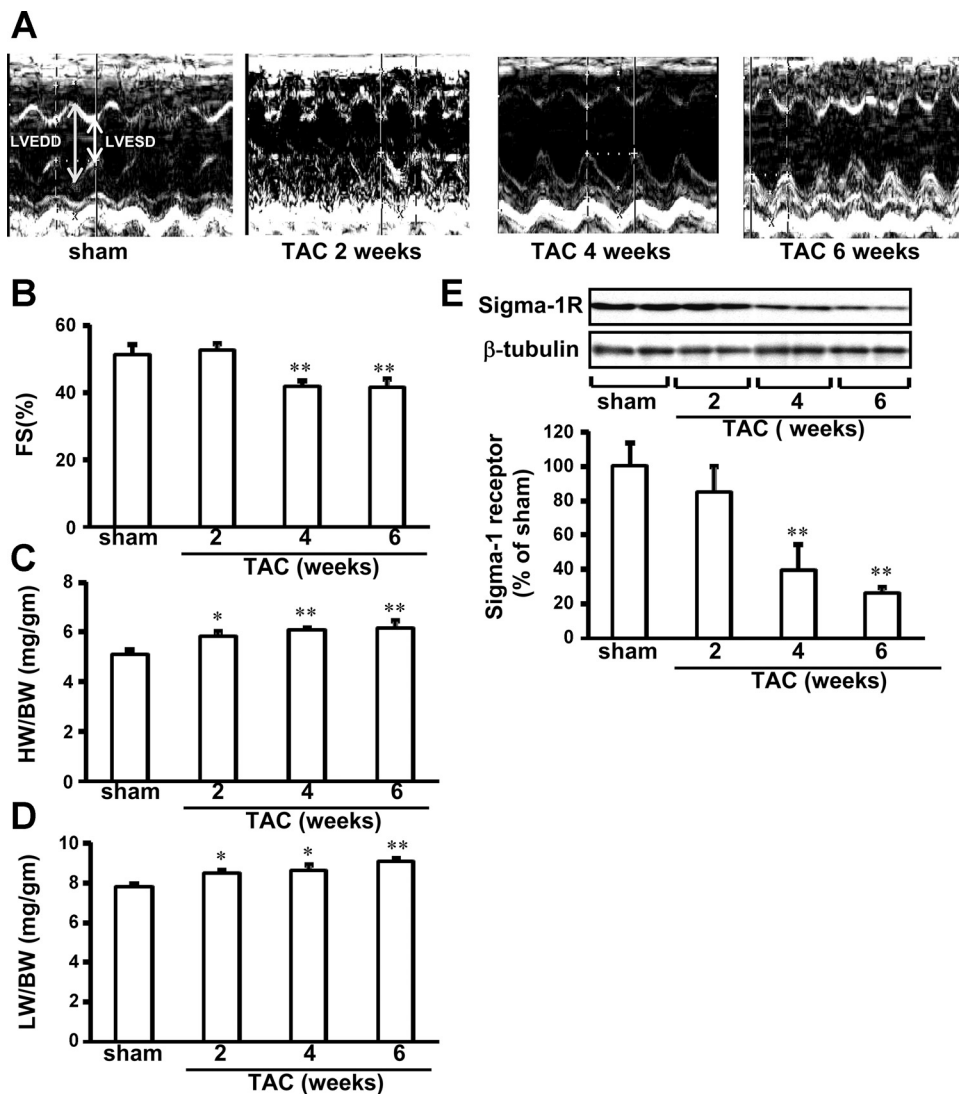 A
LVEDD
LVESD
sham
TAC 2 weeks
TAC 4 weeks
TAC 6 weeks
B
FS(%)
60
40
20
0
**
**
sham
2
4
6
TAC (weeks)
C
HW/BW (mg/gm)
8
6
4
2
0
*
**
**
sham
2
4
6
TAC (weeks)
D
LW/BW (mg/gm)
10
8
6
4
2
0
*
*
**
sham
2
4
6
TAC (weeks)
E
Sigma-1R
β-tubulin
sham
2
4
6
TAC ( weeks)
Sigma-1 receptor
(% of sham)
120
100
80
60
40
20
0
**
**
sham
2
4
6
TAC (weeks)